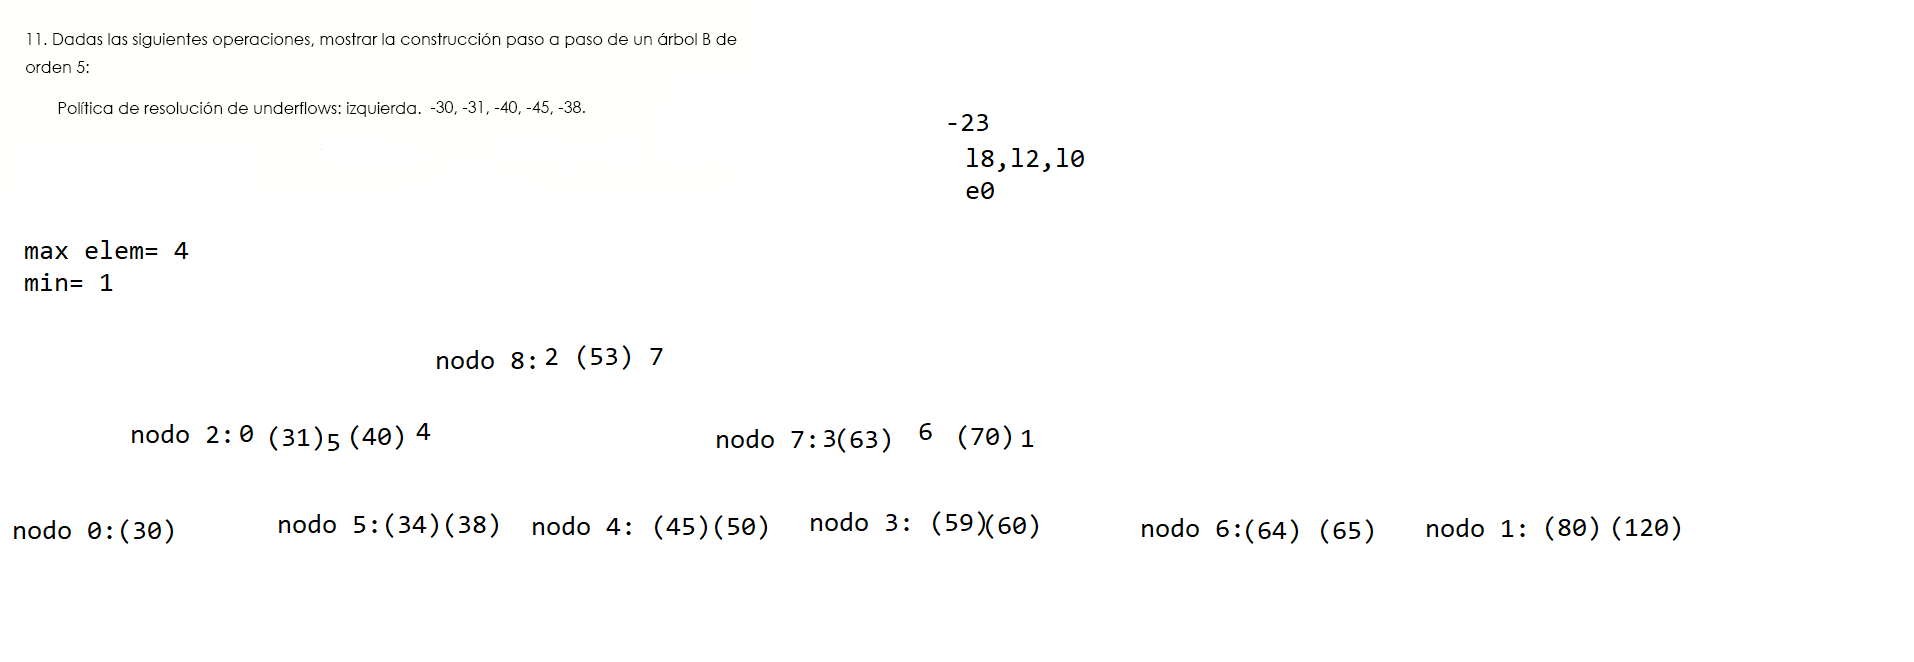 11. Dadas las siguientes operaciones, mostrar la construcción paso a paso de un árbol B de
orden 5:
Política de resolución de underflows: izquierda. -30, -31, -40, -45, -38.
-23
l8,l2,l0
e0
max elem= 4
min= 1
nodo 8: 2 (53) 7
nodo 2: 0 (31) 5 (40) 4
nodo 7: 3(63) 6 (70) 1
nodo 0:(30)
nodo 5:(34)(38)
nodo 4: (45)(50)
nodo 3: (59)(60)
nodo 6:(64) (65)
nodo 1: (80) (120)